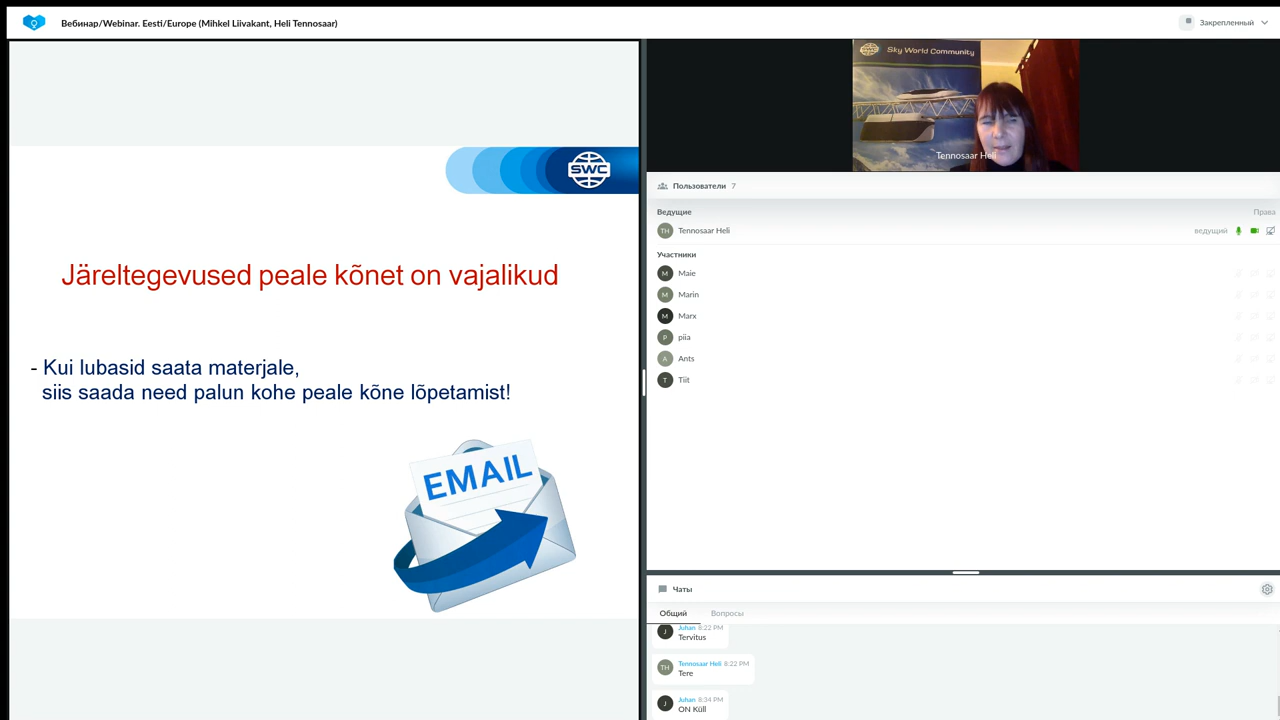 Вебинар/Webinar. Eesti/Europe (Mihkel Liivakant, Heli Tennosaar)
Закрепленный
SWC
Järeltegevused peale kõnet on vajalikud
- Kui lubasid saata materjale,
siis saada need palun kohe peale kõne lõpetamist!
EMAIL
Sky World Community
Tennosaar Heli
Пользователи 7
Ведущие
Права
TH Tennosaar Heli
ведущий
Участники
M Maie
M Marin
M Marx
P piia
A Ants
T Tiit
Чаты
Общий
Вопросы
J Juhan 8:22 PM
Tervitus
TH Tennosaar Heli 8:22 PM
Tere
J Juhan 8:34 PM
ON Küll